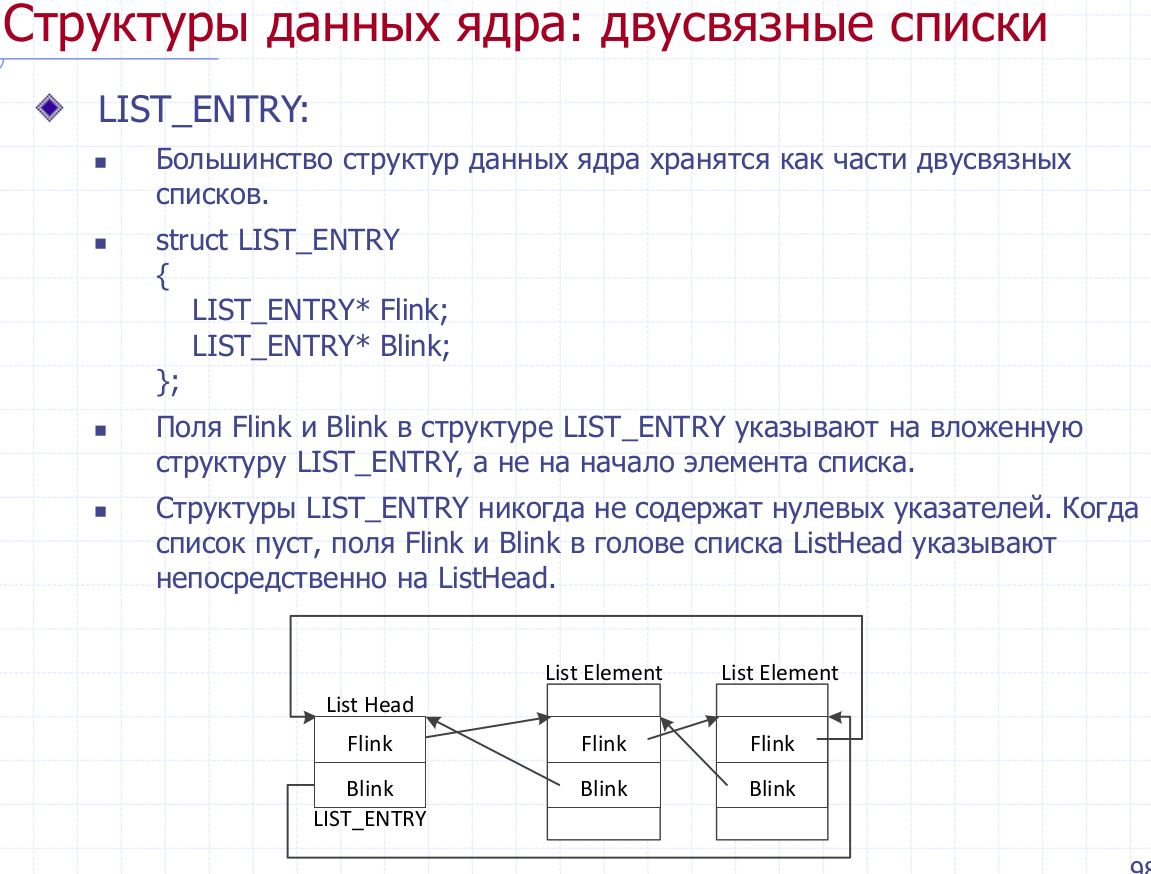 Структуры данных ядра: двусвязные списки
LIST_ENTRY:
Большинство структур данных ядра хранятся как части двусвязных
списков.
struct LIST_ENTRY
{
LIST_ENTRY* Flink;
LIST_ENTRY* Blink;
};
Поля Flink и Blink в структуре LIST_ENTRY указывают на вложенную
структуру LIST_ENTRY, а не на начало элемента списка.
Структуры LIST_ENTRY никогда не содержат нулевых указателей. Когда
список пуст, поля Flink и Blink в голове списка ListHead указывают
непосредственно на ListHead.
List Element List Element
List Head
Flink Flink Flink
Blink Blink Blink
LIST_ENTRY